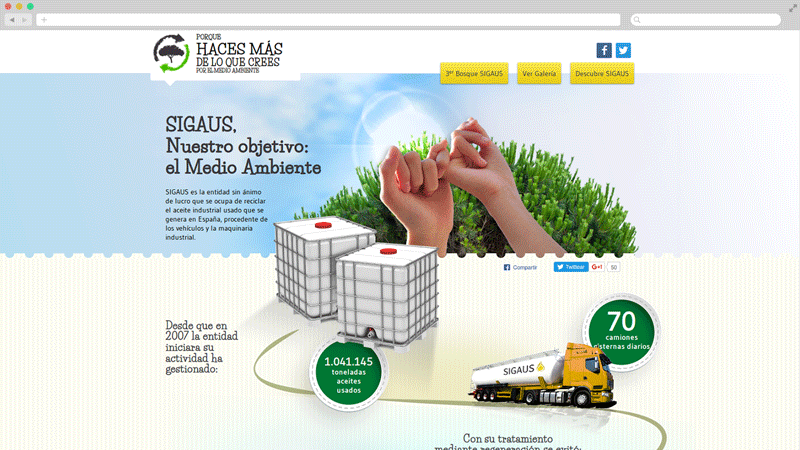 PORQUE
HACES MÁS
DE LO QUE CREES
POR EL MEDIO AMBIENTE
3er Bosque SIGAUS
Ver Galería
Descubre SIGAUS
SIGAUS,
Nuestro objetivo:
el Medio Ambiente
SIGAUS es la entidad sin ánimo
de lucro que se ocupa de reciclar
el aceite industrial usado que se
genera en España, procedente de
los vehículos y la maquinaria
industrial.
Compartir
Twittear
G+1
50
Desde que en
2007 la entidad
iniciara su
actividad ha
gestionado:
1.041.145
toneladas
aceites
usados
70
camiones
cisternas diarios
SIGAUS
Con su tratamiento
mediante regeneración se evitó: